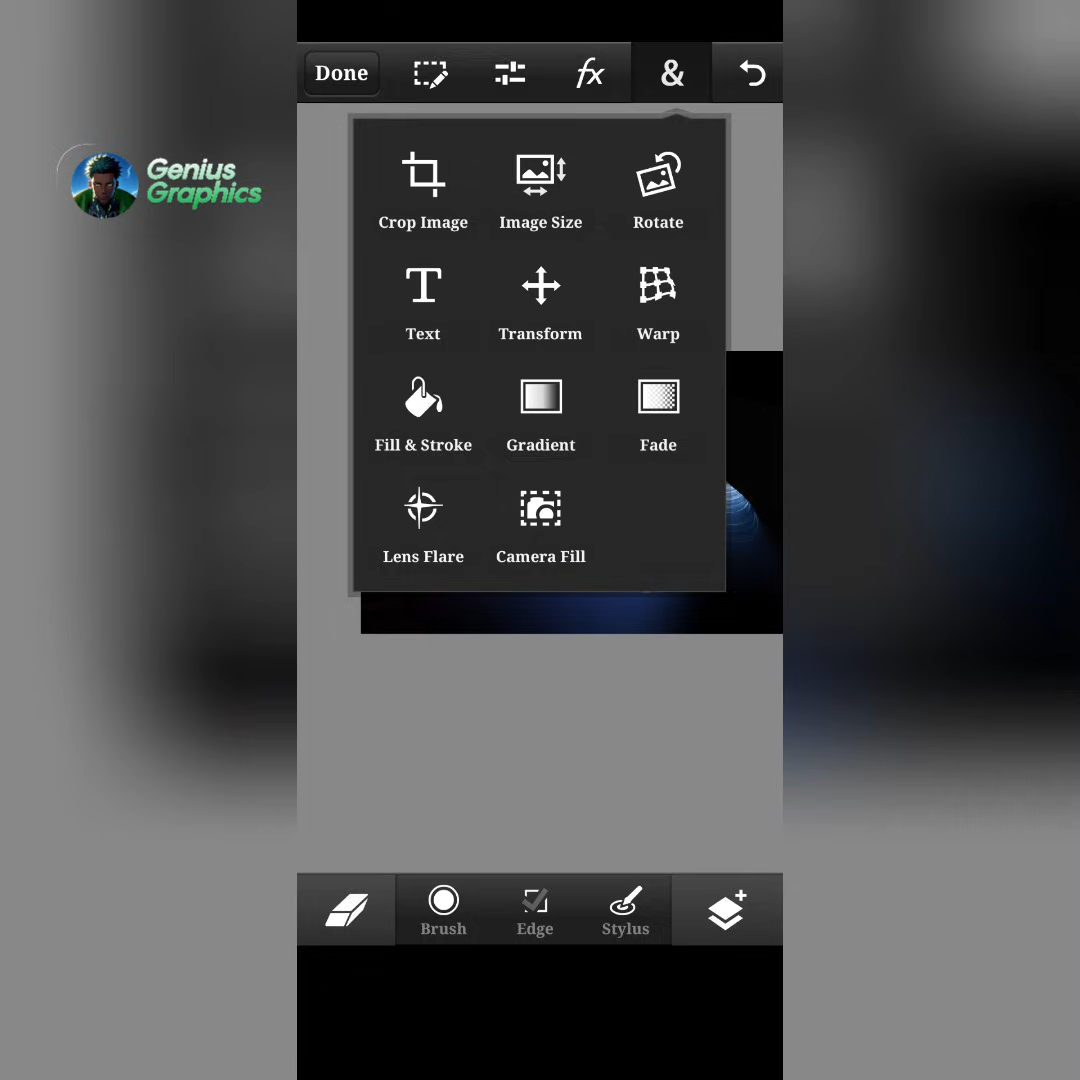 Done
fx
&
Genius
Graphics
Crop Image
Image Size
Rotate
T
Text
Transform
Warp
Fill & Stroke
Gradient
Fade
Lens Flare
Camera Fill
Brush
Edge
Stylus